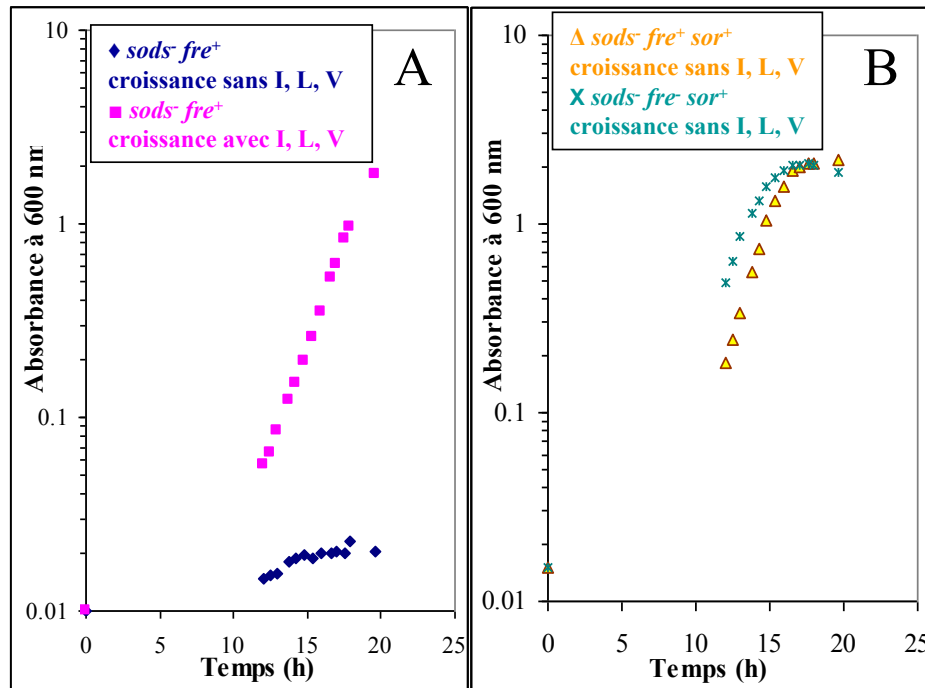 ◆ sods- fre+
croissance sans I, L, V
■ sods- fre+
croissance avec I, L, V
A
Absorbance à 600 nm
10
1
0.1
0.01
0 5 10 15 20 25
Temps (h)
Δ sods- fre+ sor+
croissance sans I, L, V
X sods- fre- sor+
croissance sans I, L, V
B
Absorbance à 600 nm
10
1
0.1
0.01
0 5 10 15 20 25
Temps (h)